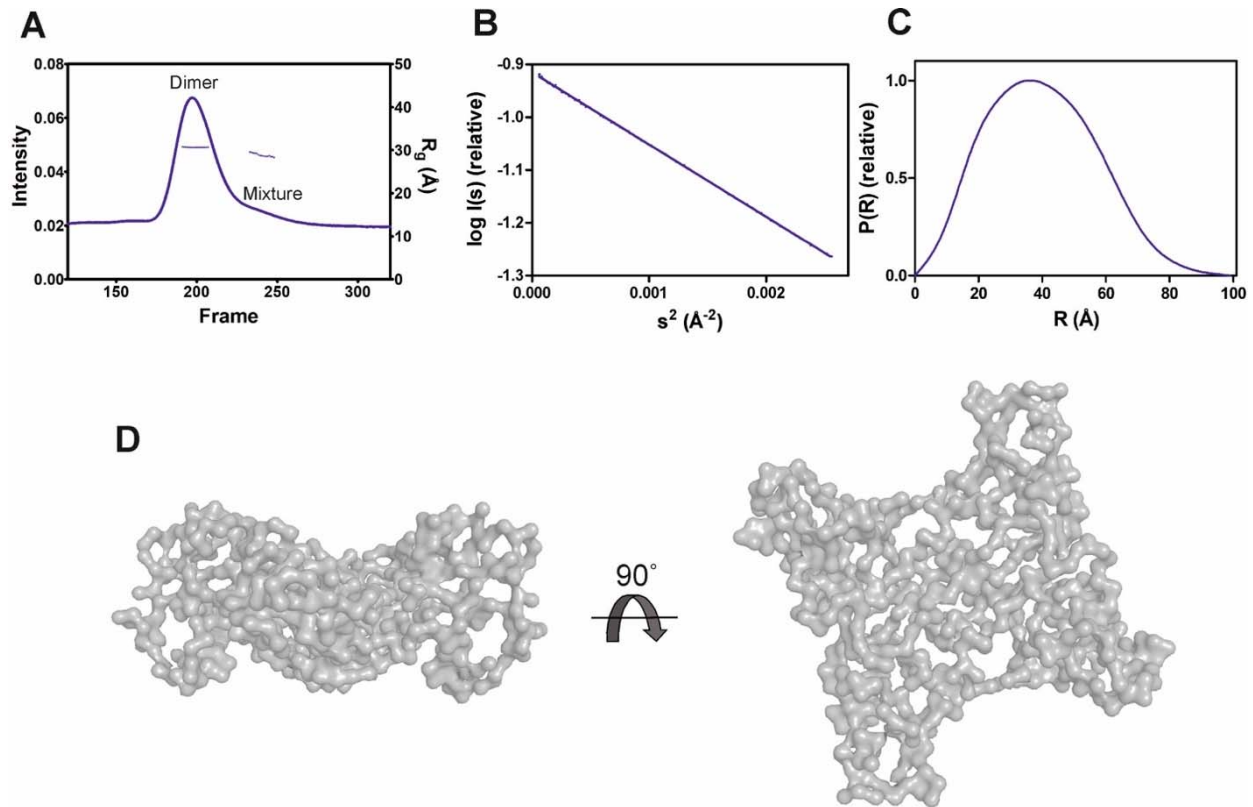 A
Intensity
0.08
0.06
0.04
0.02
0.00
Dimer
Mixture
50
40
30
20
10
0
Rg (Å)
150 200 250 300
Frame
B
log I(s) (relative)
-0.9
-1.0
-1.1
-1.2
-1.3
0.000 0.001 0.002
s² (Å⁻²)
C
P(R) (relative)
1.0
0.5
0.0
0 20 40 60 80 100
R (Å)
D
90°